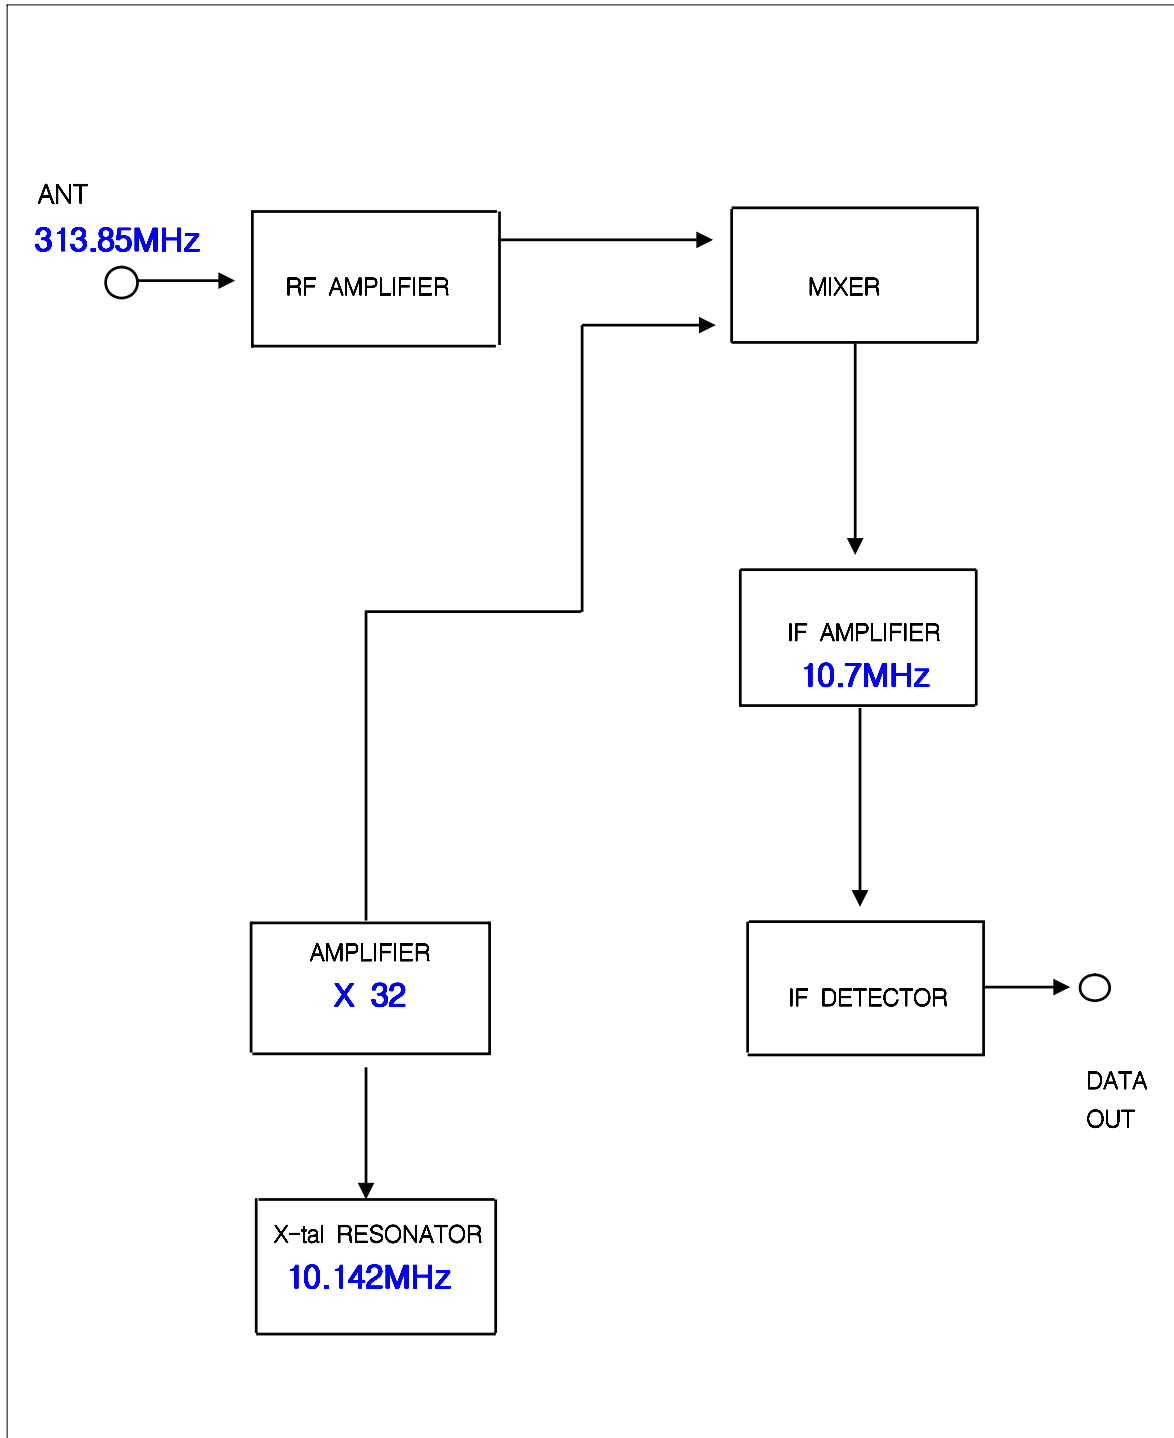 ANT
313.85MHz
RF AMPLIFIER
MIXER
IF AMPLIFIER
10.7MHz
AMPLIFIER
X 32
IF DETECTOR
DATA
OUT
X-tal RESONATOR
10.142MHz